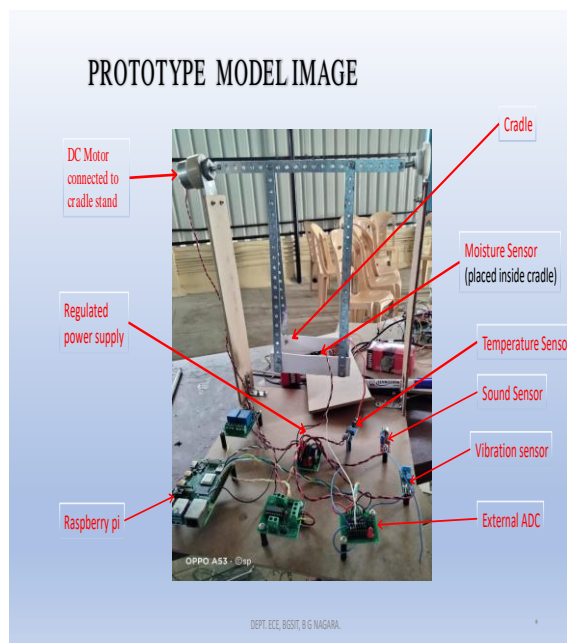 PROTOTYPE MODEL IMAGE
Cradle
DC Motor
connected to
cradle stand
Moisture Sensor
(placed inside cradle)
Regulated
power supply
Temperature Senso
Sound Sensor
Vibration sensor
Raspberry pi
External ADC
OPPO A53 · ©sp
DEPT. ECE, BGSIT, B G NAGARA.
*